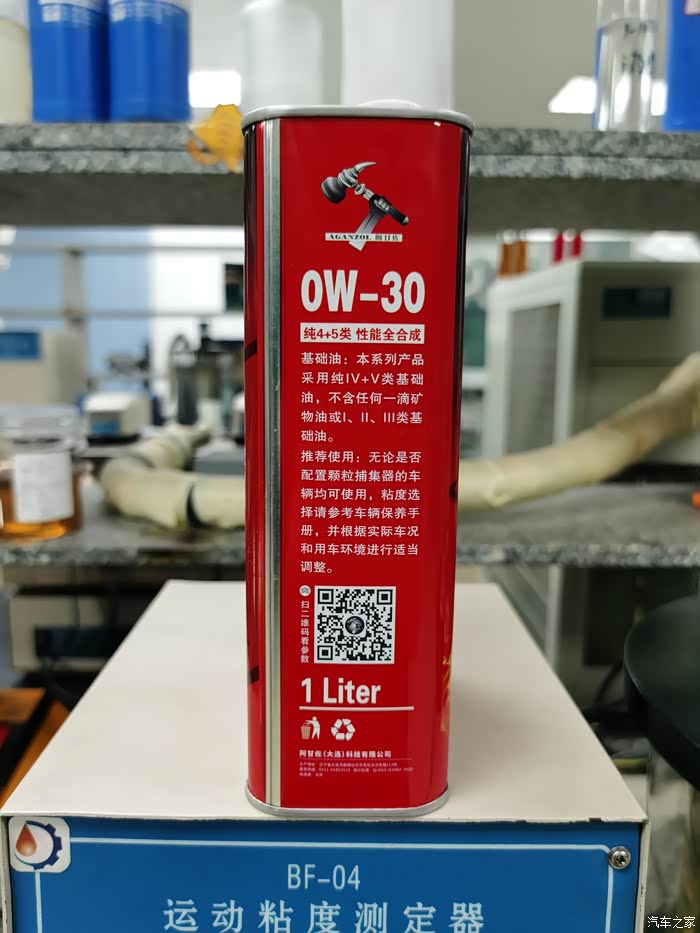 AGANZOL 阿甘佐
0W-30
纯4+5类 性能全合成
基础油：本系列产品
采用纯IV+V类基础
油，不含任何一滴矿
物油或I、II、III类基
础油。
推荐使用：无论是否
配置颗粒捕集器的车
辆均可使用，粘度选
择请参考车辆保养手
册，并根据实际车况
和用车环境进行适当
调整。
扫二维码看参数
1 Liter
阿甘佐（大连）科技有限公司
BF-04
运动粘度测定器
汽车之家